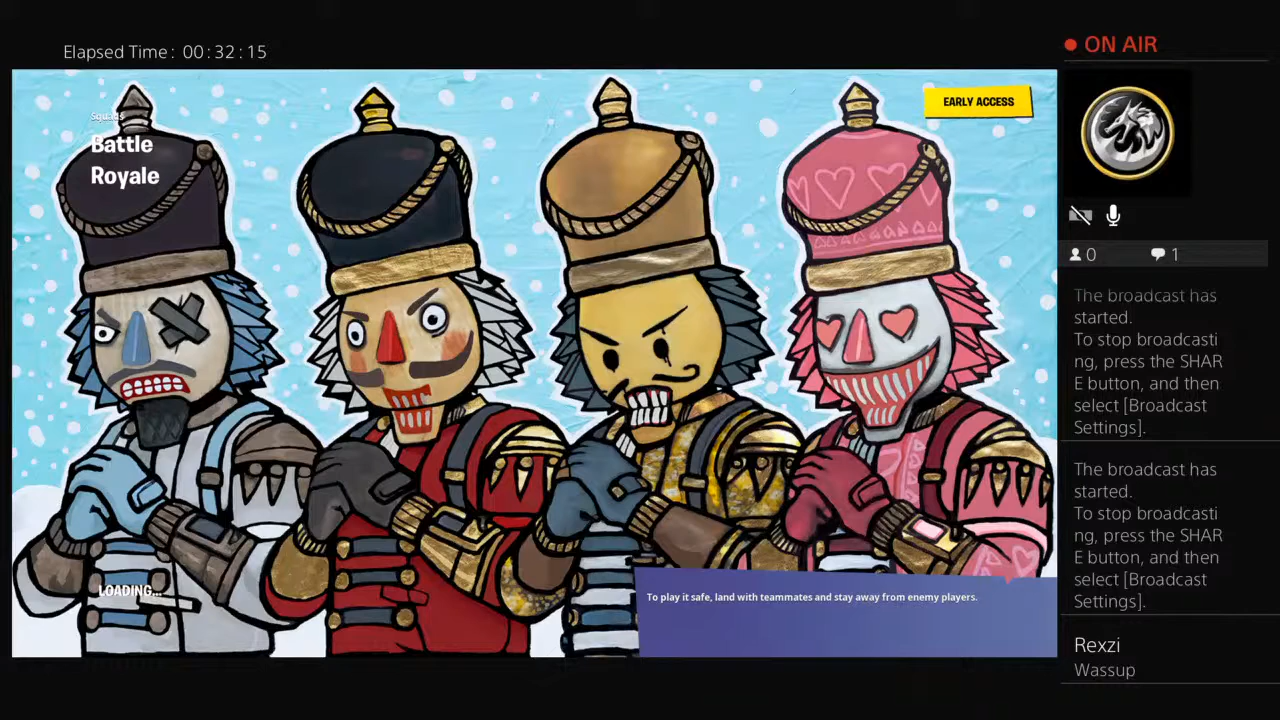 Elapsed Time: 00:32:15
ON AIR
Squads
Battle
Royale
EARLY ACCESS
LOADING...
To play it safe, land with teammates and stay away from enemy players.
0
1
The broadcast has
started.
To stop broadcasti
ng, press the SHAR
E button, and then
select [Broadcast
Settings].
The broadcast has
started.
To stop broadcasti
ng, press the SHAR
E button, and then
select [Broadcast
Settings].
Rexzi
Wassup